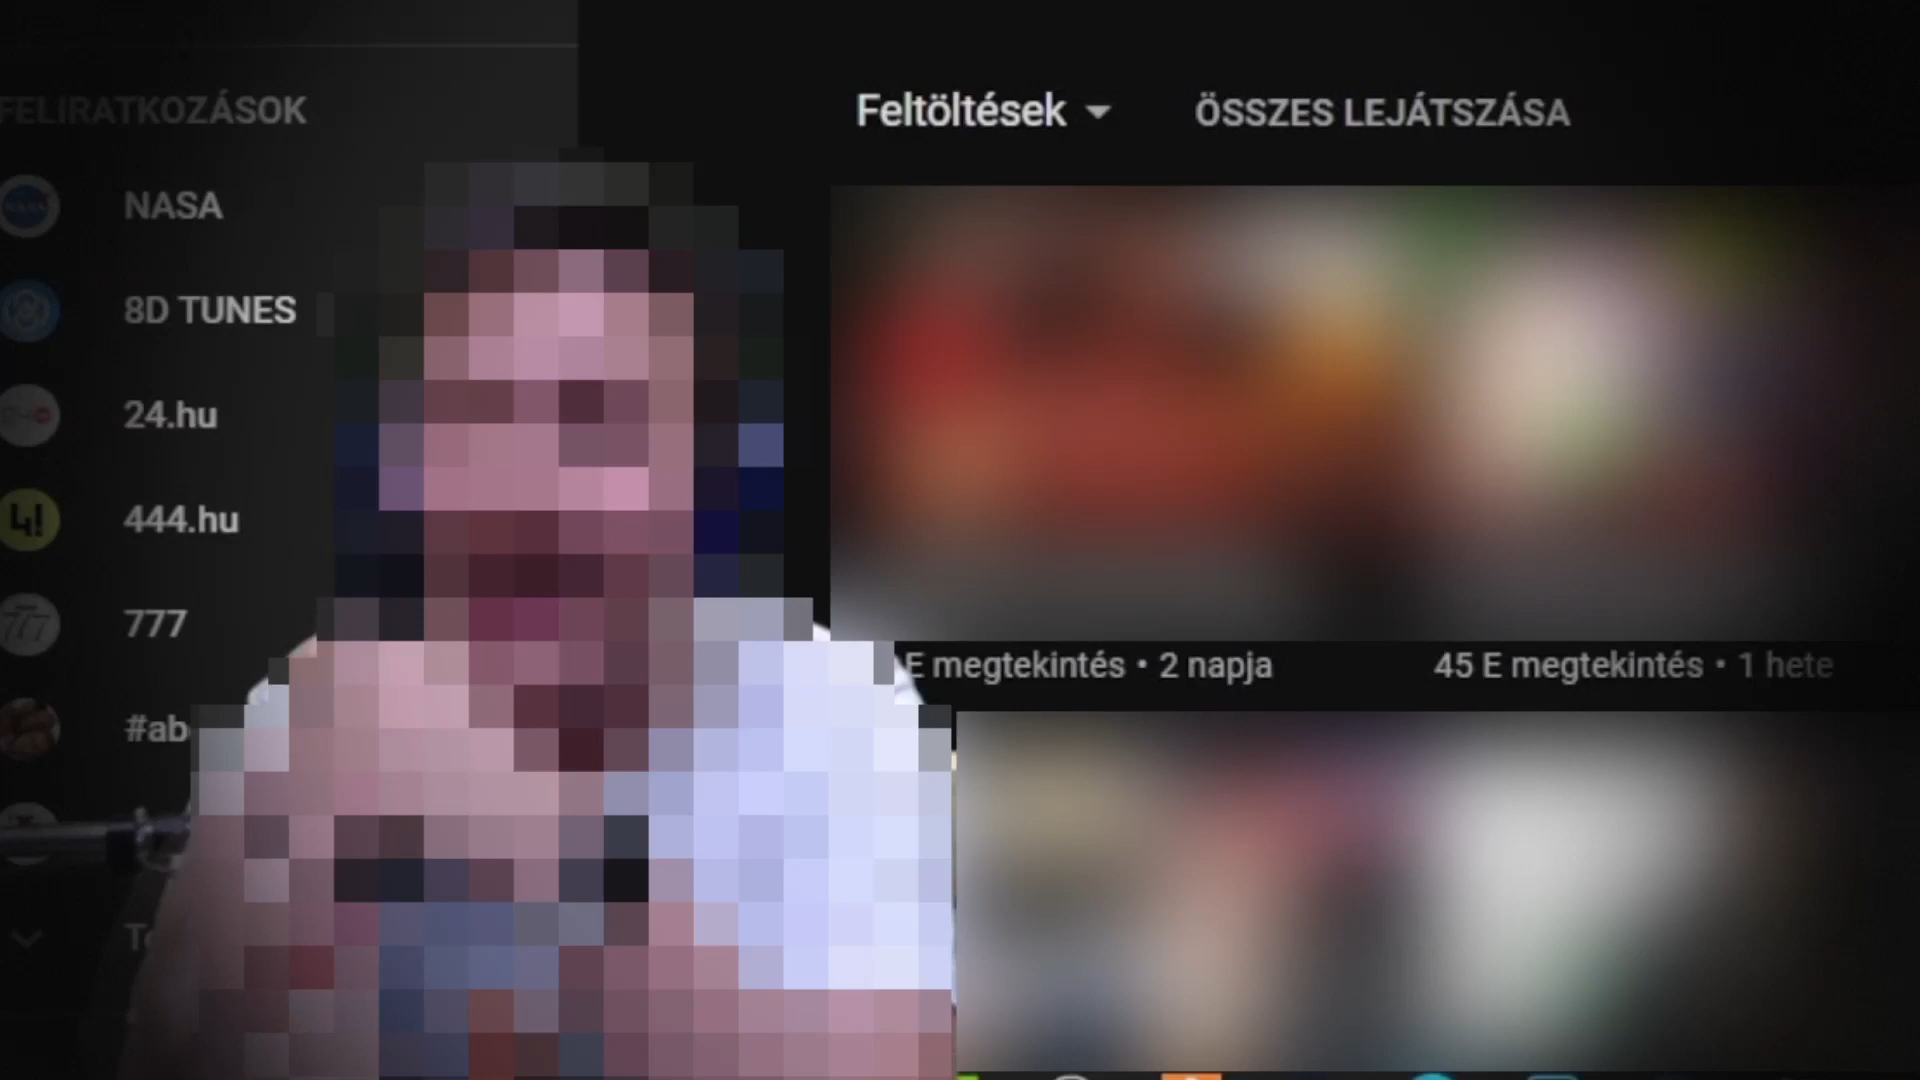 FELIRATKOZÁSOK
NASA
8D TUNES
24.hu
444.hu
777
#ab
Feltöltések
ÖSSZES LEJÁTSZÁSA
E megtekintés • 2 napja
45 E megtekintés • 1 hete